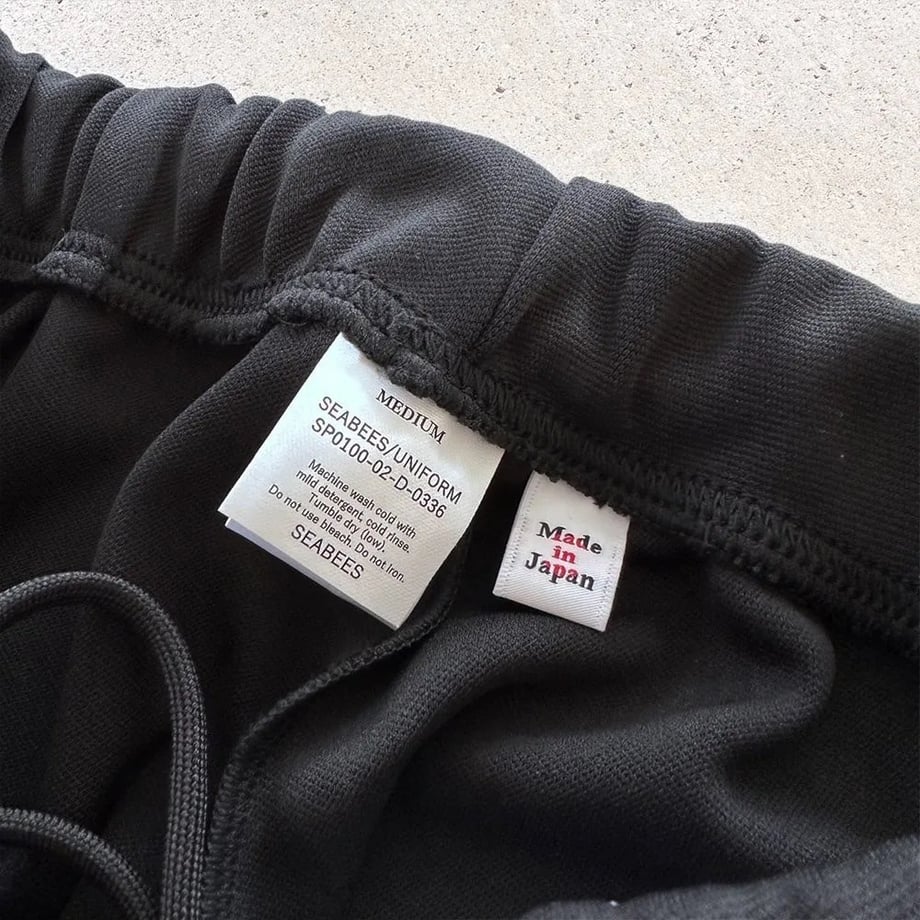 MEDIUM
SEABEES/UNIFORM
SP0100-02-D-0336
Machine wash cold with
mild detergent, cold rinse.
Tumble dry (low).
Do not use bleach. Do not Iron.
SEABEES
Made
in
Japan